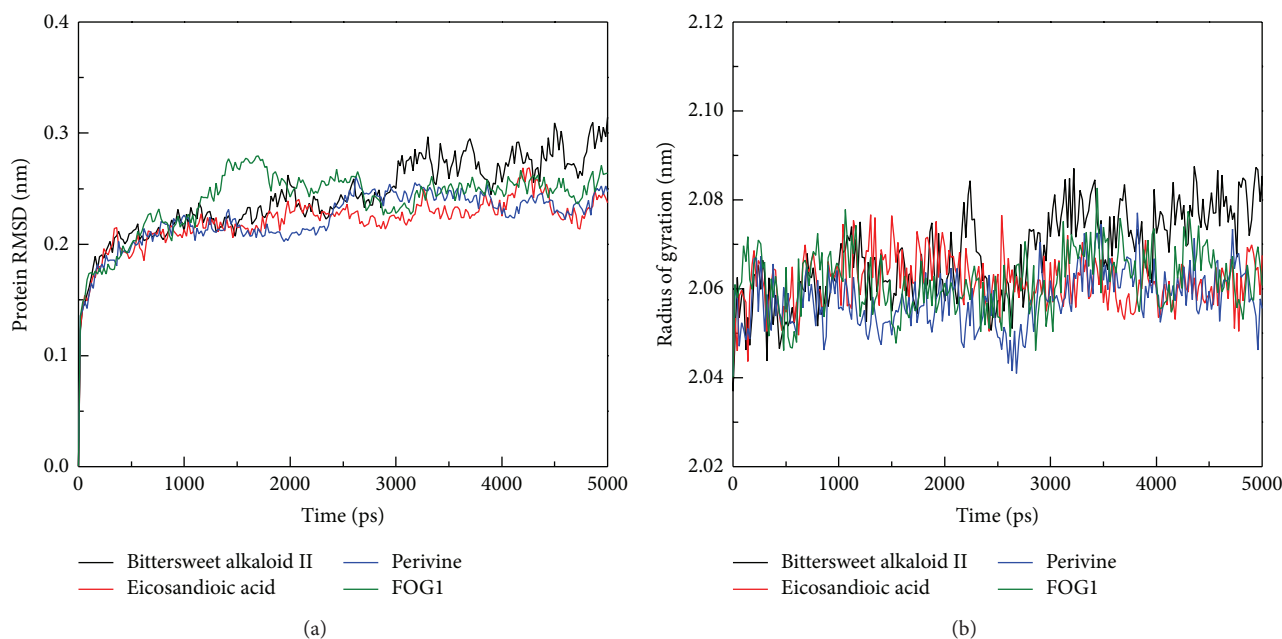 0.4
0.3
0.2
0.1
0.0
Protein RMSD (nm)
0 1000 2000 3000 4000 5000
Time (ps)
Bittersweet alkaloid II Perivine
Eicosandioic acid FOG1
(a)
2.12
2.10
2.08
2.06
2.04
2.02
Radius of gyration (nm)
0 1000 2000 3000 4000 5000
Time (ps)
Bittersweet alkaloid II Perivine
Eicosandioic acid FOG1
(b)